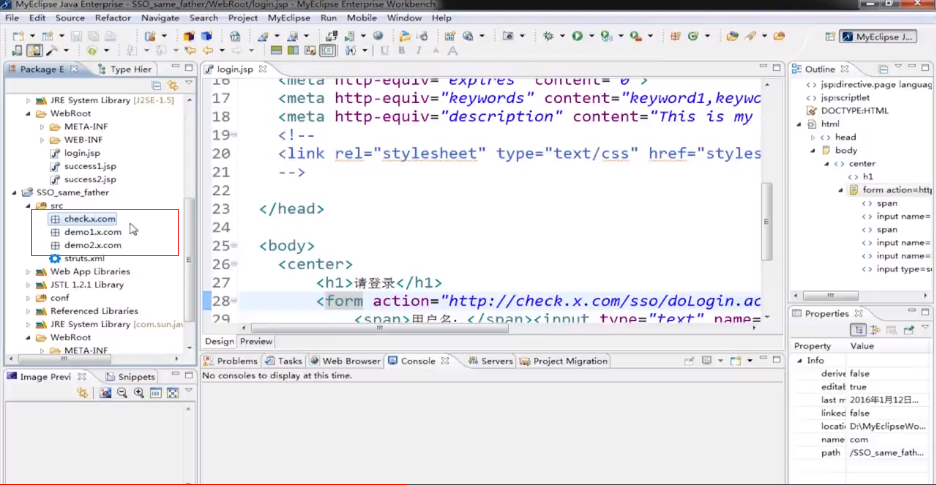 MyEclipse Java Enterprise - SSO_same_father/WebRoot/login.jsp - MyEclipse Enterprise Workbench
File Edit Source Refactor Navigate Search Project MyEclipse Run Mobile Window Help
MyEclipse J...
Package E
Type Hier
JRE System Library [J2SE-1.5]
WebRoot
META-INF
WEB-INF
login.jsp
success1.jsp
success2.jsp
SSO_same_father
src
check.x.com
demo1.x.com
demo2.x.com
struts.xml
Web App Libraries
JSTL 1.2.1 Library
conf
Referenced Libraries
JRE System Library [com.sun.jav
WebRoot
META-INF
Image Previ
Snippets
login.jsp
16 <meta http-equiv="expires" content="0">
17 <meta http-equiv="keywords" content="keyword1,keywc
18 <meta http-equiv="description" content="This is my
19 <!--
20 <link rel="stylesheet" type="text/css" href="styles
21 -->
22
23 </head>
24
25 <body>
26 <center>
27 <h1>请登录</h1>
28 <form action="http://check.x.com/sso/doLogin.ac
29 <span>用户名:</span><input type="text" name=
Design Preview
Problems Tasks Web Browser Console Servers Project Migration
No consoles to display at this time.
Outline
jsp:directive.page language
jsp:scriptlet
DOCTYPE:HTML
html
head
body
center
h1
form action=ht
span
input name=
span
input name=
input name=
input type=s
Properties
Property Value
Info
derive false
editab true
last m 2016年1月12日...
linked false
locati D:\MyEclipseWo...
name com
path /SSO_same_fath...